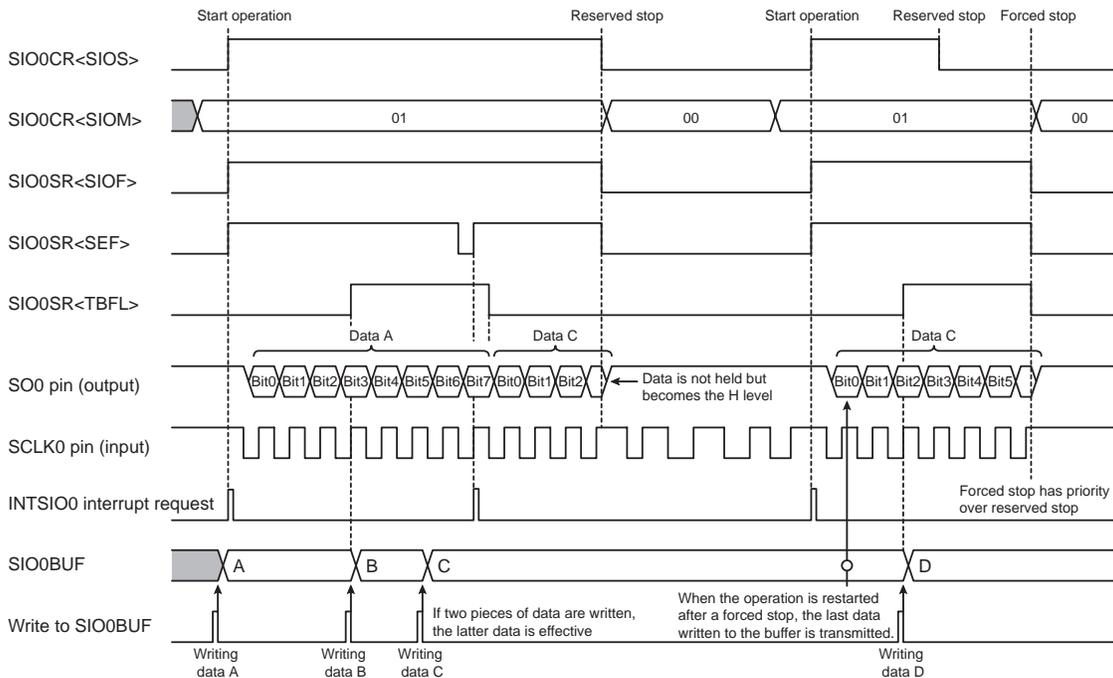 Start operation Reserved stop Start operation Reserved stop Forced stop
SIO0CR<SIOS>
SIO0CR<SIOM> 01 00 01 00
SIO0SR<SIOF>
SIO0SR<SEF>
SIO0SR<TBFL>
Data A Data C Data C
SO0 pin (output) Bit0 Bit1 Bit2 Bit3 Bit4 Bit5 Bit6 Bit7 Bit0 Bit1 Bit2 Bit0 Bit1 Bit2 Bit3 Bit4 Bit5
Data is not held but
becomes the H level
SCLK0 pin (input)
INTSIO0 interrupt request
Forced stop has priority
over reserved stop
SIO0BUF A B C D
Write to SIO0BUF
If two pieces of data are written,
the latter data is effective
When the operation is restarted
after a forced stop, the last data
written to the buffer is transmitted.
Writing
data A
Writing
data B
Writing
data C
Writing
data D